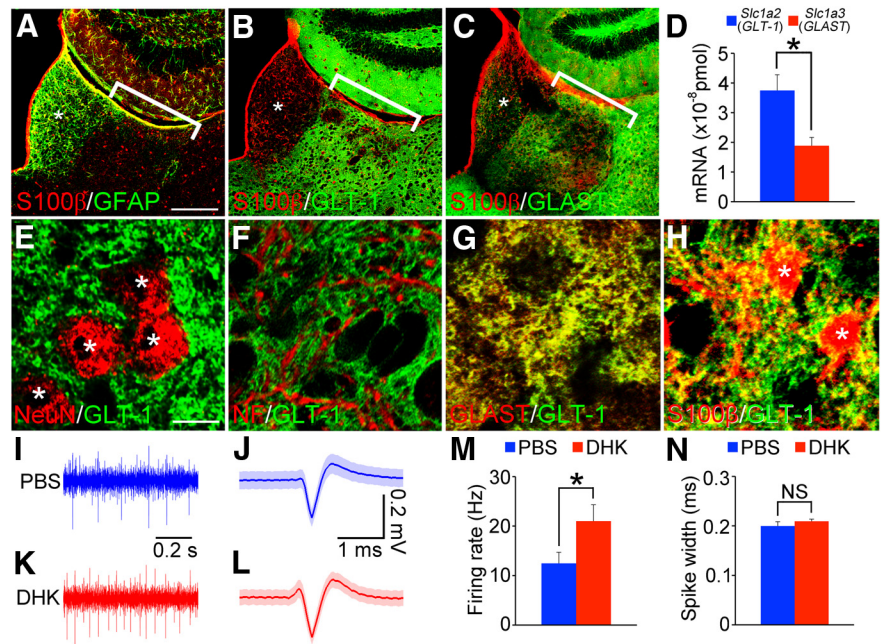 A
B
C
D
Slc1a2
(GLT-1)
Slc1a3
(GLAST)
*
*
*
*
mRNA (x10⁻⁸pmol)
5
4
3
2
1
0
S100β/GFAP
S100β/GLT-1
S100β/GLAST
E
F
G
H
*
*
*
*
*
*
NeuN/GLT-1
NF/GLT-1
GLAST/GLT-1
S100β/GLT-1
I
J
PBS
0.2 s
1 ms
0.2 mV
K
L
DHK
M
PBS
DHK
*
Firing rate (Hz)
30
20
10
0
N
PBS
DHK
NS
Spike width (ms)
0.3
0.2
0.1
0